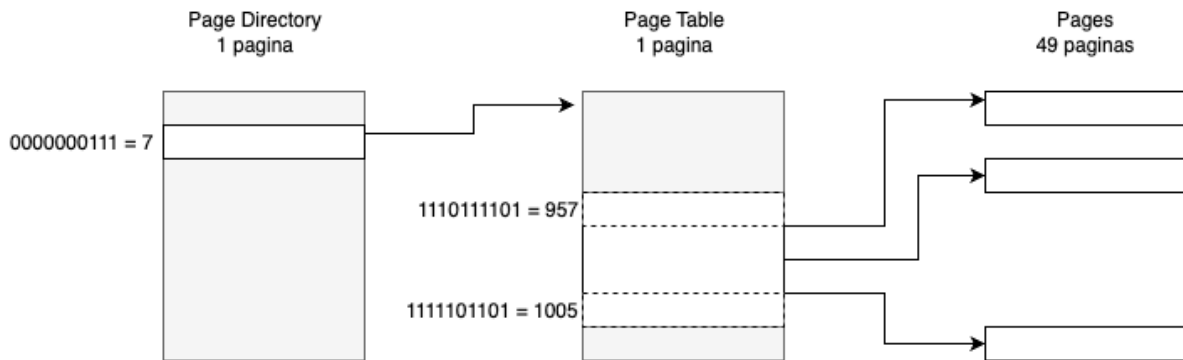 Page Directory
1 pagina
Page Table
1 pagina
Pages
49 paginas
0000000111 = 7
1110111101 = 957
1111101101 = 1005